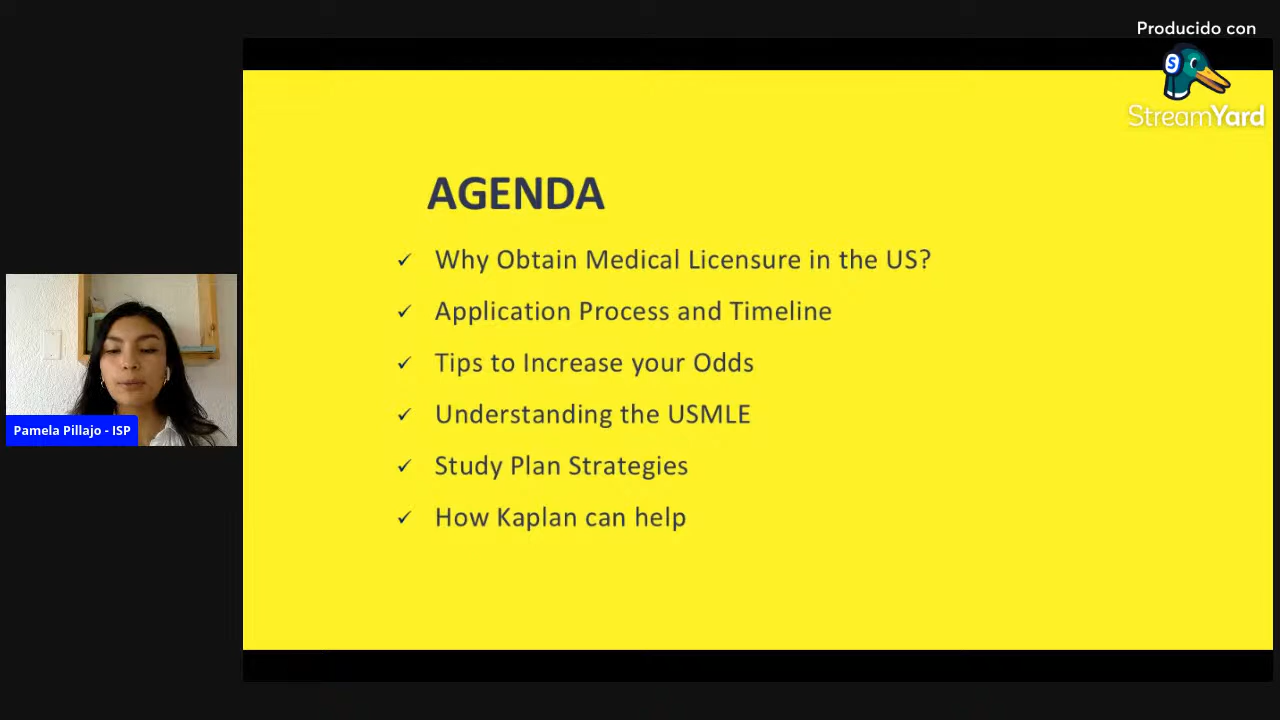 Producido con
S
StreamYard
AGENDA
✓ Why Obtain Medical Licensure in the US?
✓ Application Process and Timeline
✓ Tips to Increase your Odds
✓ Understanding the USMLE
✓ Study Plan Strategies
✓ How Kaplan can help
Pamela Pillajo - ISP